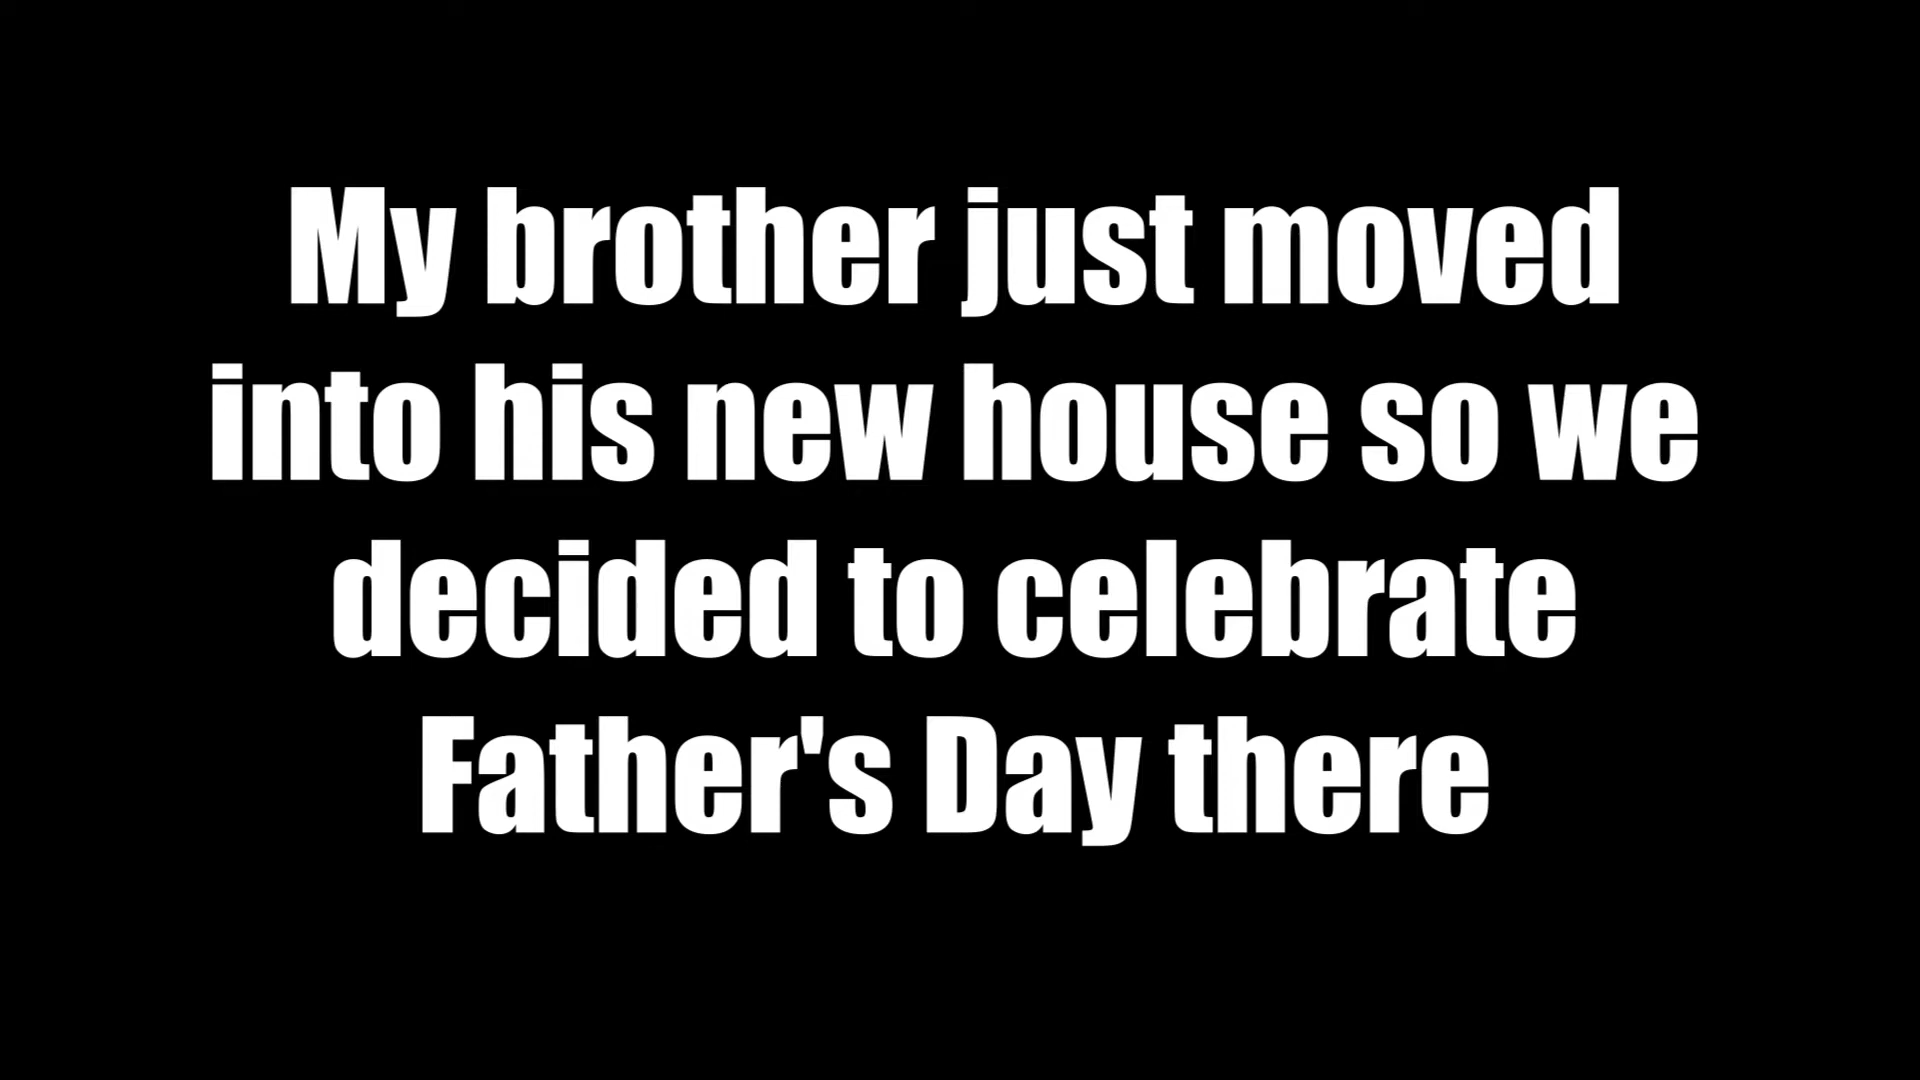 My brother just moved
into his new house so we
decided to celebrate
Father's Day there